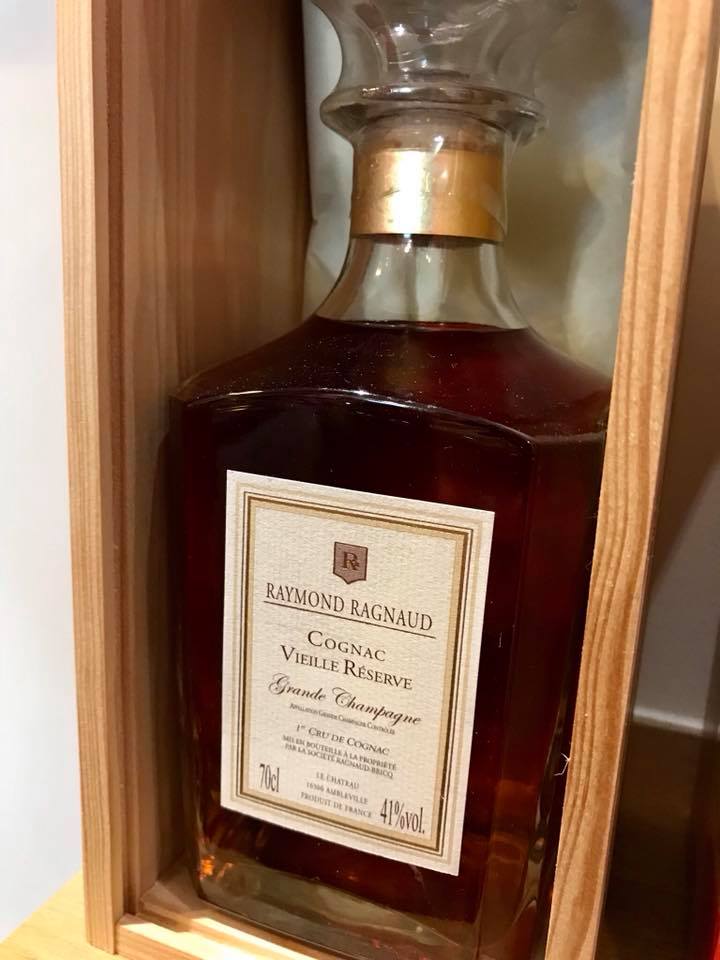 R
RAYMOND RAGNAUD
COGNAC
VIEILLE RÉSERVE
Grande Champagne
APPELLATION GRANDE CHAMPAGNE CONTRÔLÉE
1er CRU DE COGNAC
MIS EN BOUTEILLE À LA PROPRIÉTÉ
PAR LA SOCIÉTÉ RAGNAUD-BRICQ
LE CHATEAU
16300 AMBLEVILLE
PRODUIT DE FRANCE
70cl
41%vol.